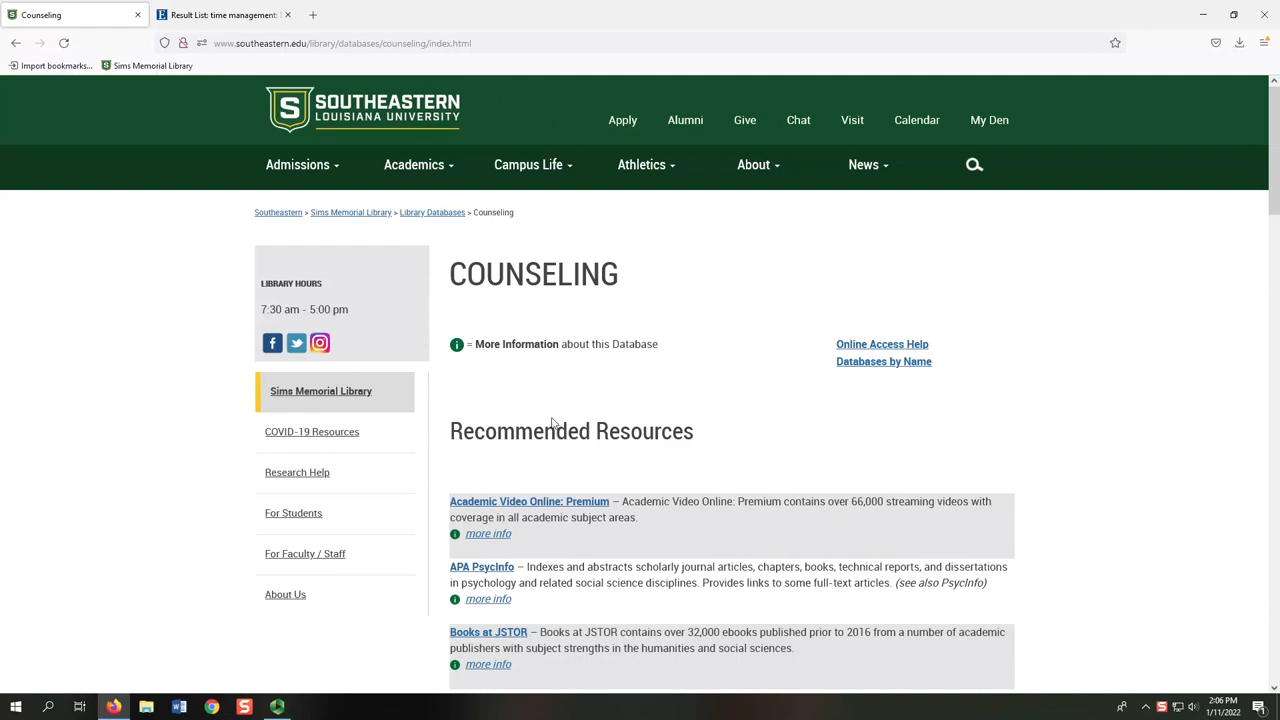 Counseling
Result List: time management:
www.southeastern.edu/library/databases/counseling/index.html
Import bookmarks...
Sims Memorial Library
S
SOUTHEASTERN
LOUISIANA UNIVERSITY
Apply
Alumni
Give
Chat
Visit
Calendar
My Den
Admissions
Academics
Campus Life
Athletics
About
News
Southeastern > Sims Memorial Library > Library Databases > Counseling
LIBRARY HOURS
7:30 am - 5:00 pm
Sims Memorial Library
COVID-19 Resources
Research Help
For Students
For Faculty / Staff
About Us
COUNSELING
i = More Information about this Database
Online Access Help
Databases by Name
Recommended Resources
Academic Video Online: Premium – Academic Video Online: Premium contains over 66,000 streaming videos with
coverage in all academic subject areas.
i more info
APA PsycInfo – Indexes and abstracts scholarly journal articles, chapters, books, technical reports, and dissertations
in psychology and related social science disciplines. Provides links to some full-text articles. (see also PsycInfo)
i more info
Books at JSTOR – Books at JSTOR contains over 32,000 ebooks published prior to 2016 from a number of academic
publishers with subject strengths in the humanities and social sciences.
i more info
2:06 PM
1/11/2022